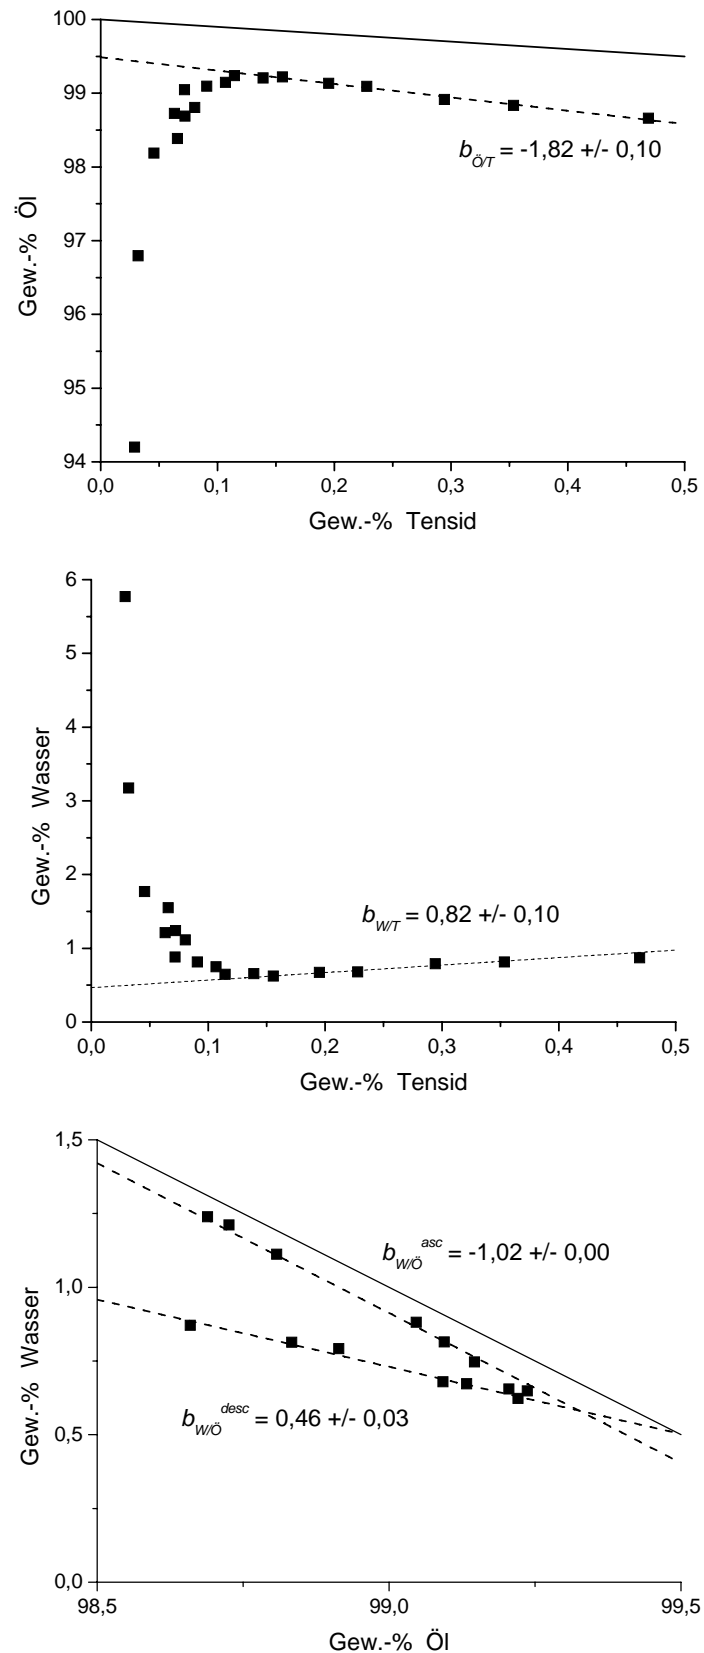 100
99
98
97
96
95
94
Gew.-% Öl
b_Ö/T = -1,82 +/- 0,10
0,0 0,1 0,2 0,3 0,4 0,5
Gew.-% Tensid
6
5
4
3
2
1
0
Gew.-% Wasser
b_W/T = 0,82 +/- 0,10
0,0 0,1 0,2 0,3 0,4 0,5
Gew.-% Tensid
1,5
1,0
0,5
0,0
Gew.-% Wasser
b_W/Ö^asc = -1,02 +/- 0,00
b_W/Ö^desc = 0,46 +/- 0,03
98,5 99,0 99,5
Gew.-% Öl